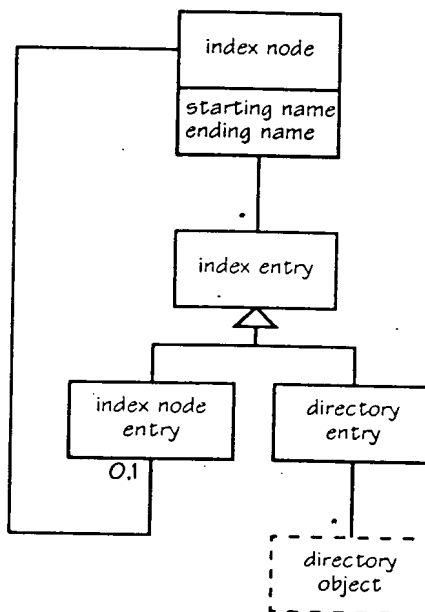 index node
starting name
ending name
*
index entry
index node
entry
directory
entry
0,1
*
directory
object